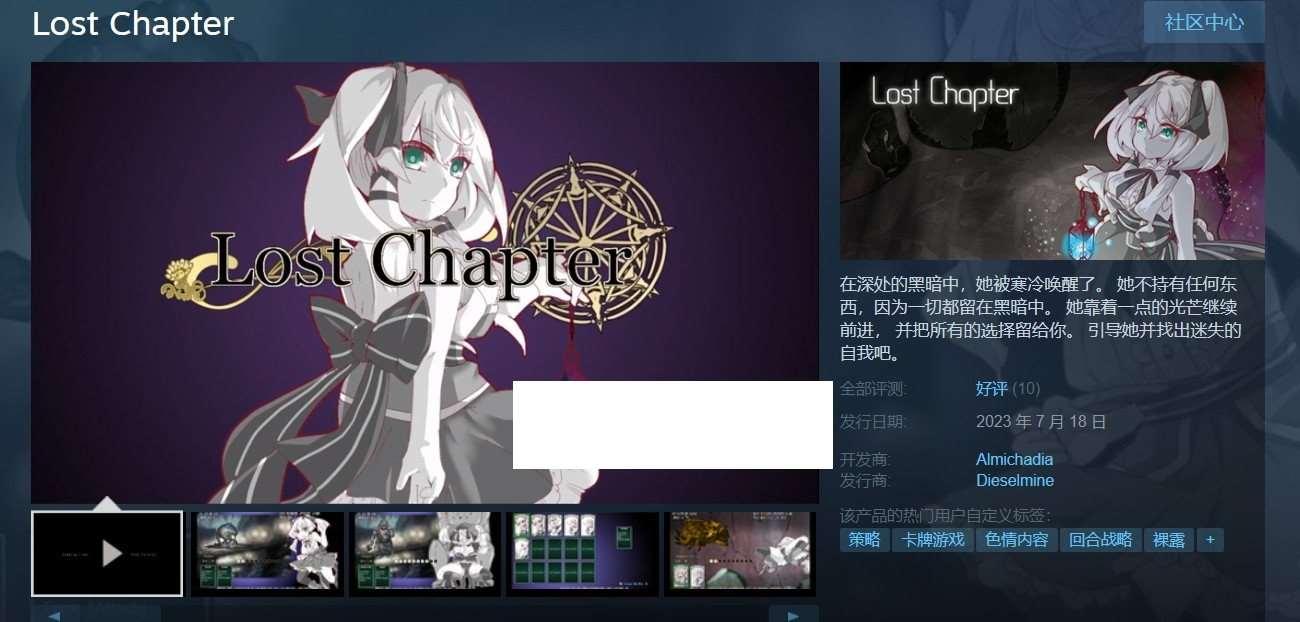 Lost Chapter
社区中心
Lost Chapter
Lost Chapter
在深处的黑暗中，她被寒冷唤醒了。 她不持有任何东
西，因为一切都留在黑暗中。 她靠着一点的光芒继续
前进， 并把所有的选择留给你。 引导她并找出迷失的
自我吧。
全部评测: 好评 (10)
发行日期: 2023 年 7 月 18 日
开发商: Almichadia
发行商: Dieselmine
该产品的热门用户自定义标签：
策略 卡牌游戏 色情内容 回合战略 裸露 +